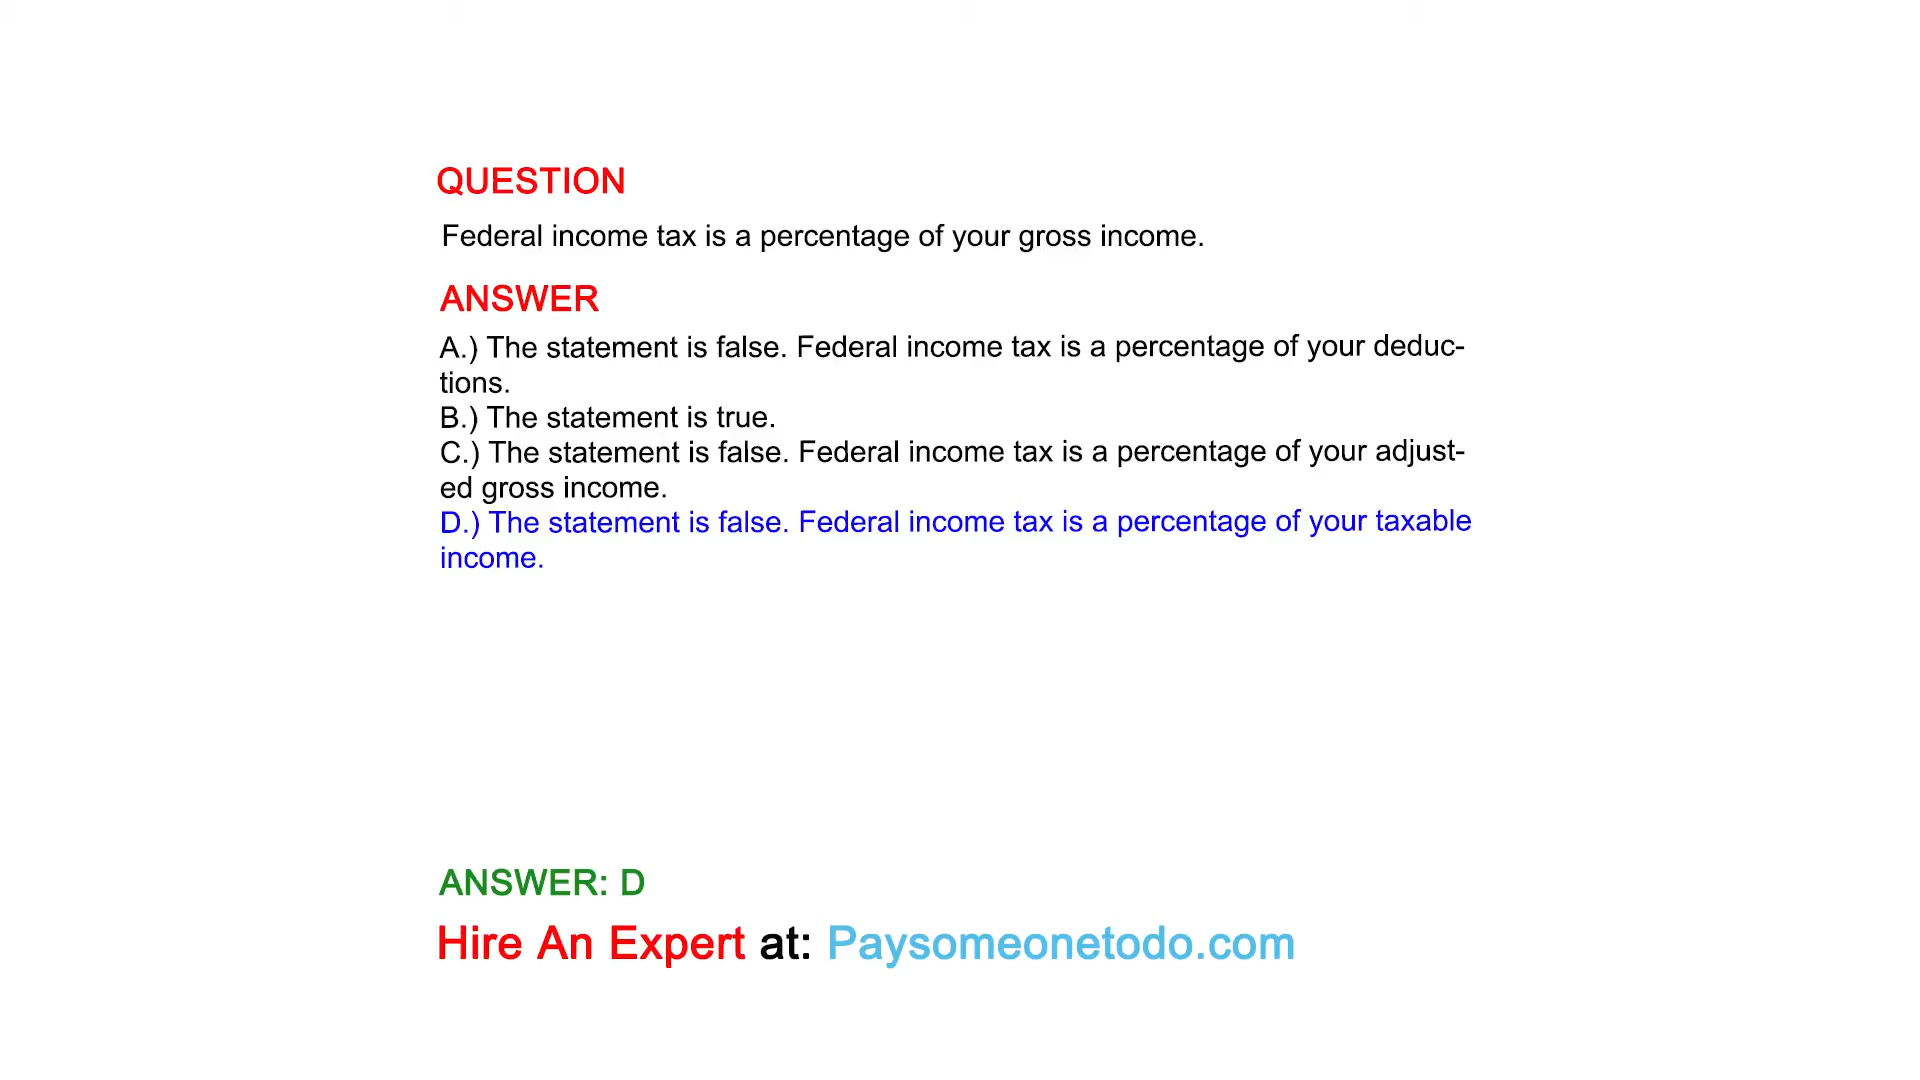 QUESTION
Federal income tax is a percentage of your gross income.
ANSWER
A.) The statement is false. Federal income tax is a percentage of your deduc-
tions.
B.) The statement is true.
C.) The statement is false. Federal income tax is a percentage of your adjust-
ed gross income.
D.) The statement is false. Federal income tax is a percentage of your taxable
income.
ANSWER: D
Hire An Expert at: Paysomeonetodo.com